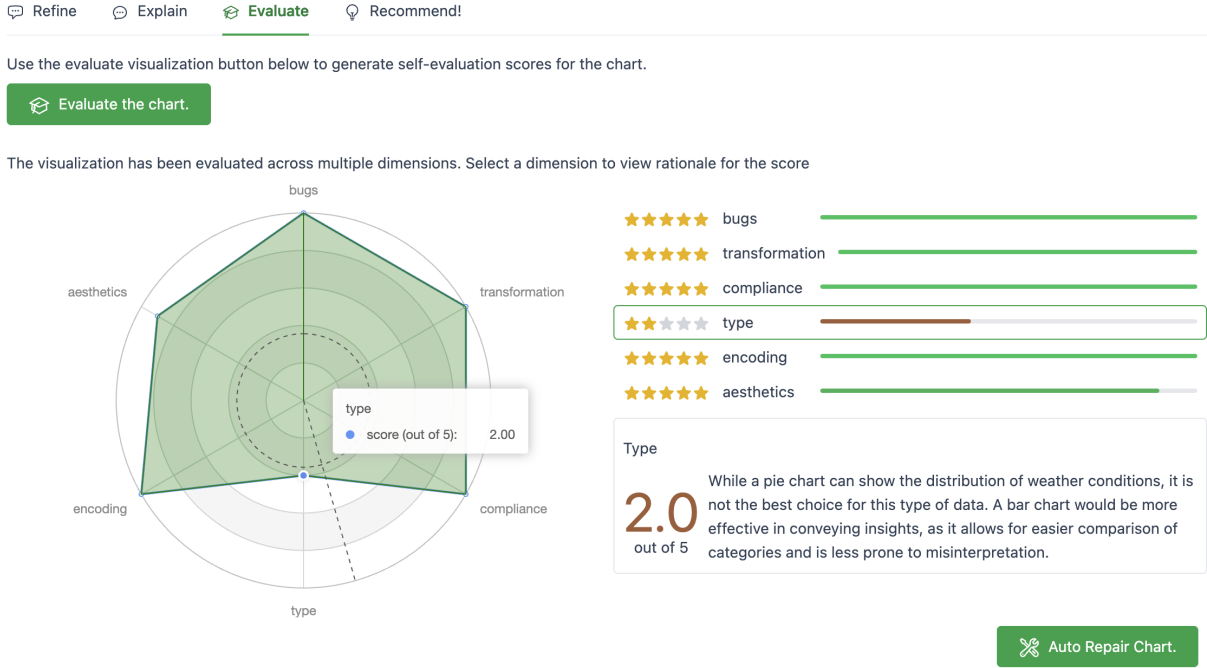 Refine
Explain
Evaluate
Recommend!
Use the evaluate visualization button below to generate self-evaluation scores for the chart.
Evaluate the chart.
The visualization has been evaluated across multiple dimensions. Select a dimension to view rationale for the score
bugs
aesthetics
transformation
type
score (out of 5): 2.00
encoding
compliance
type
bugs
transformation
compliance
type
encoding
aesthetics
Type
2.0
out of 5
While a pie chart can show the distribution of weather conditions, it is
not the best choice for this type of data. A bar chart would be more
effective in conveying insights, as it allows for easier comparison of
categories and is less prone to misinterpretation.
Auto Repair Chart.